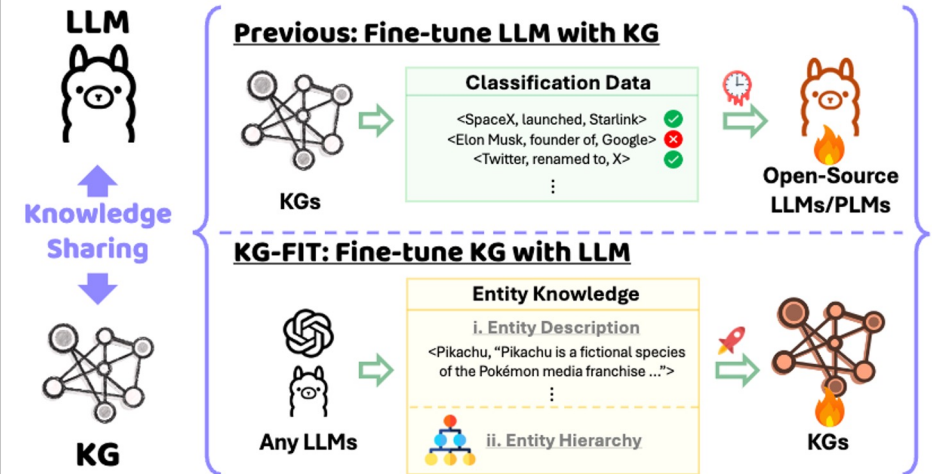 LLM
Knowledge
Sharing
KG
Previous: Fine-tune LLM with KG
KGs
Classification Data
<SpaceX, launched, Starlink>
<Elon Musk, founder of, Google>
<Twitter, renamed to, X>
⋮
Open-Source
LLMs/PLMs
KG-FIT: Fine-tune KG with LLM
Any LLMs
Entity Knowledge
i. Entity Description
<Pikachu, “Pikachu is a fictional species
of the Pokémon media franchise ...”>
⋮
ii. Entity Hierarchy
KGs